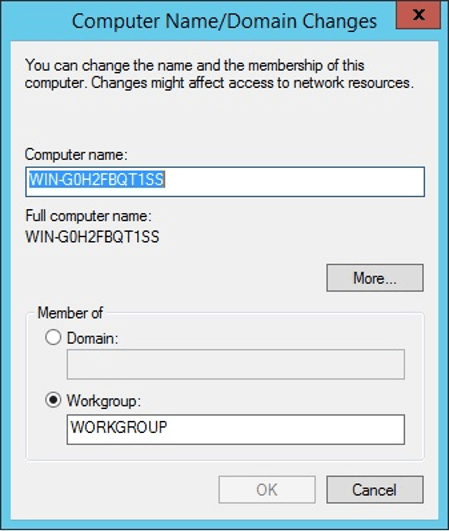 Computer Name/Domain Changes
X
You can change the name and the membership of this
computer. Changes might affect access to network resources.
Computer name:
WIN-G0H2FBQT1SS
Full computer name:
WIN-G0H2FBQT1SS
More...
Member of
Domain:
Workgroup:
WORKGROUP
OK
Cancel